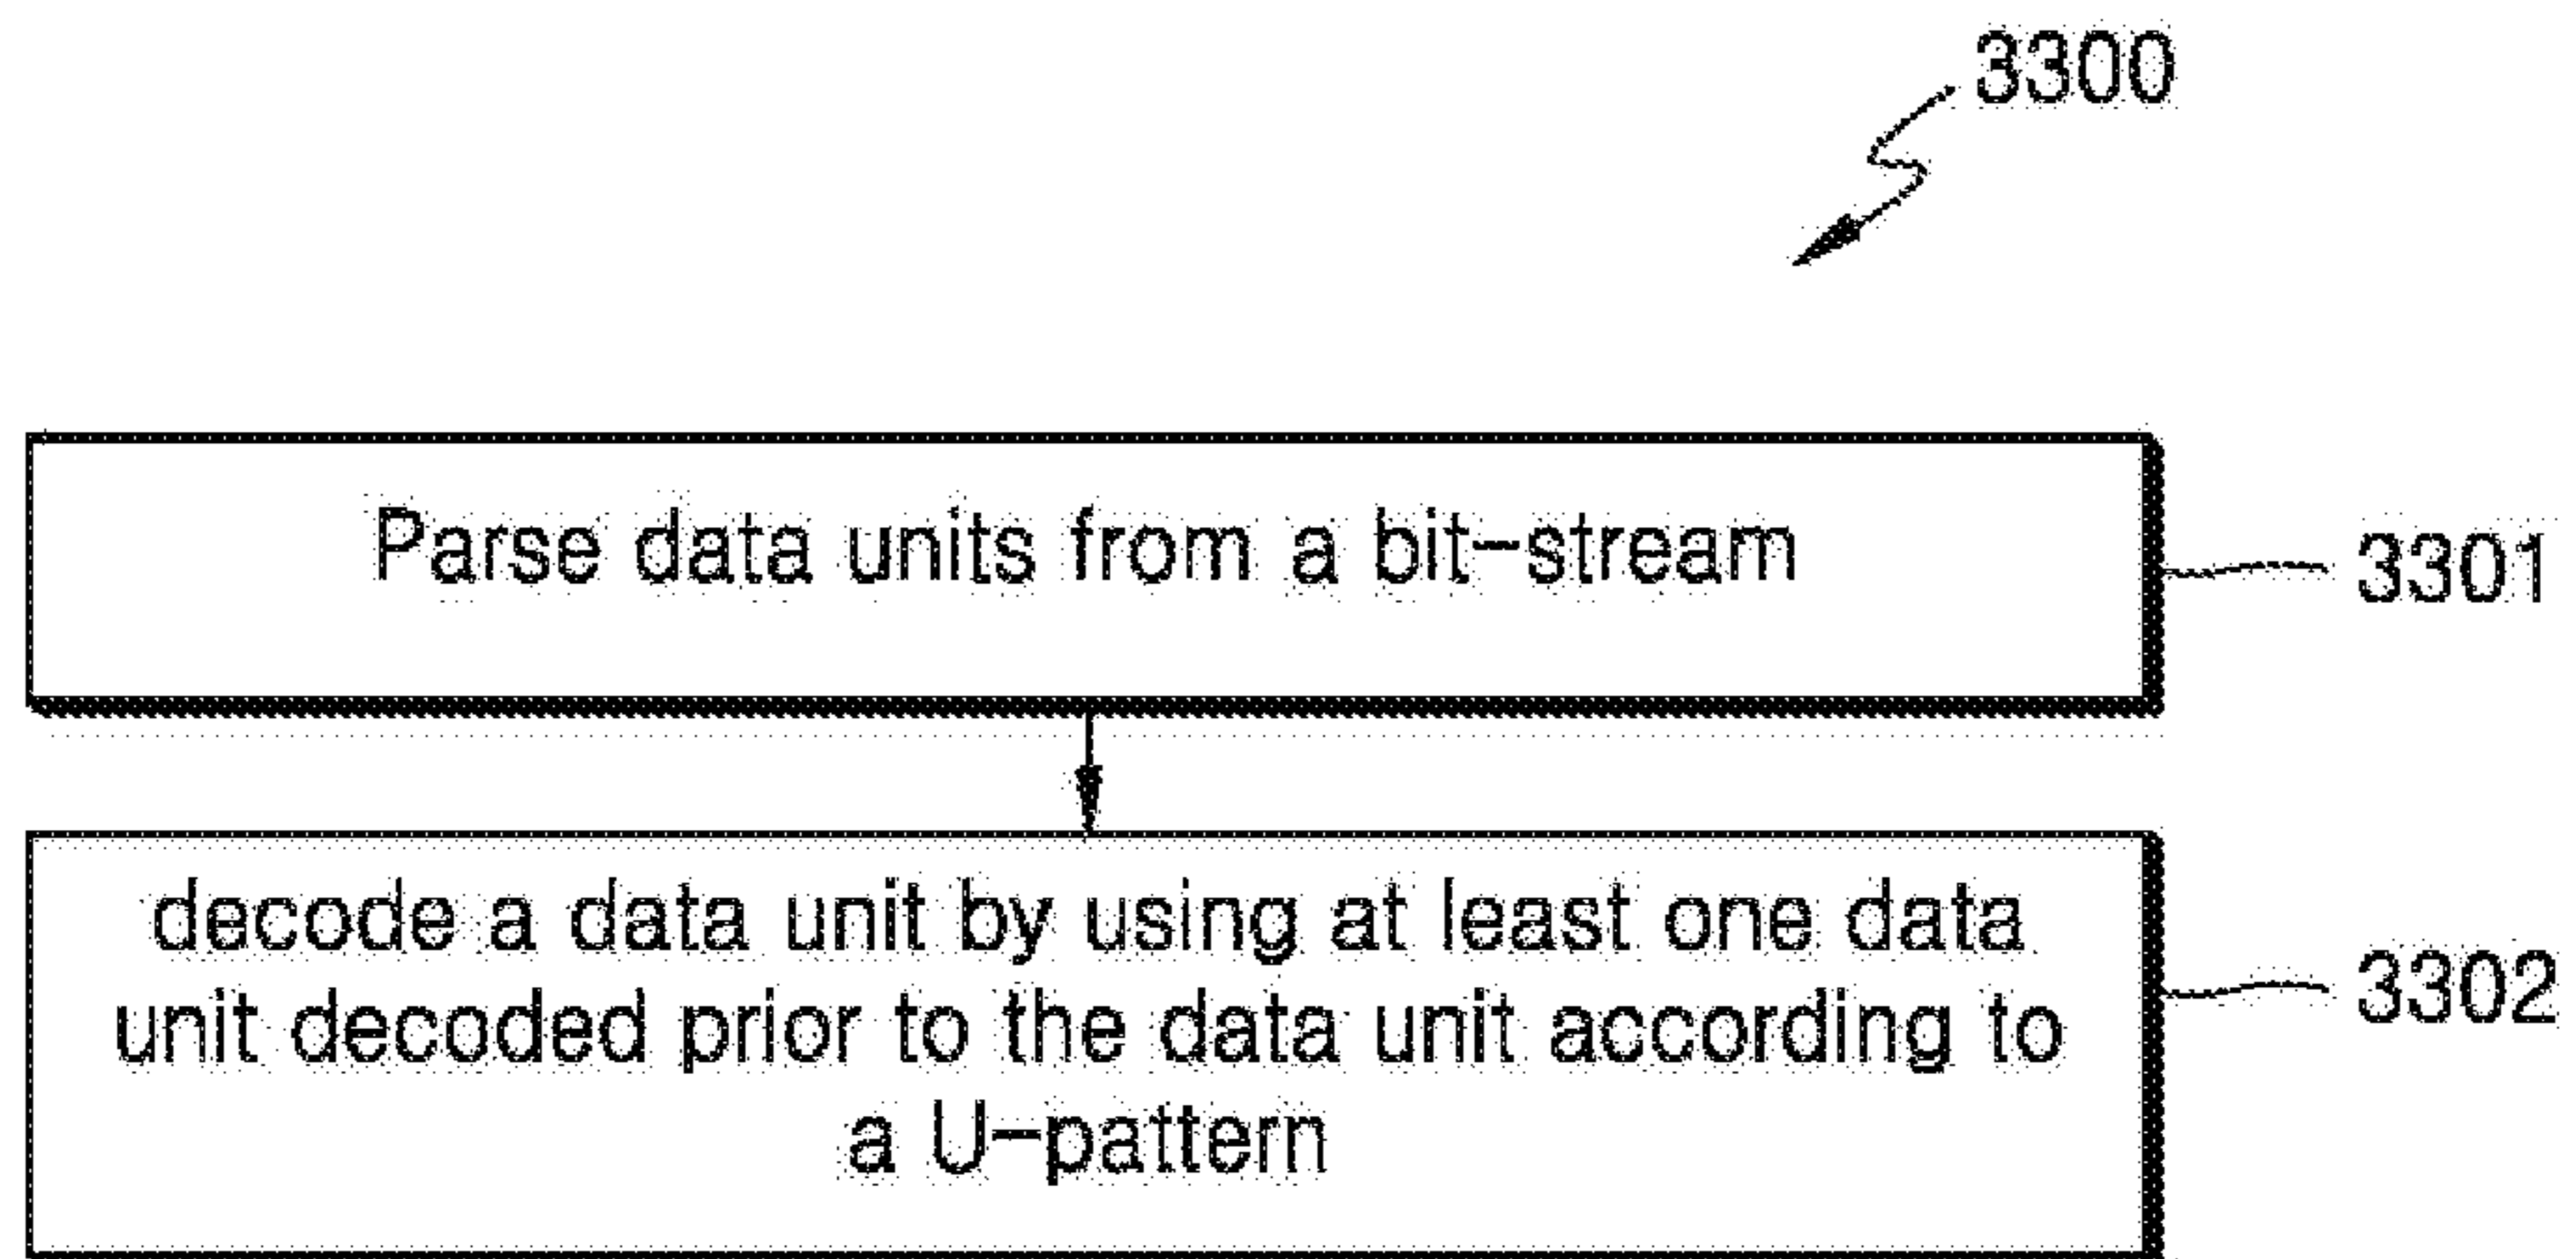 3300
Parse data units from a bit-stream
3301
decode a data unit by using at least one data
unit decoded prior to the data unit according to
a U-pattern
3302